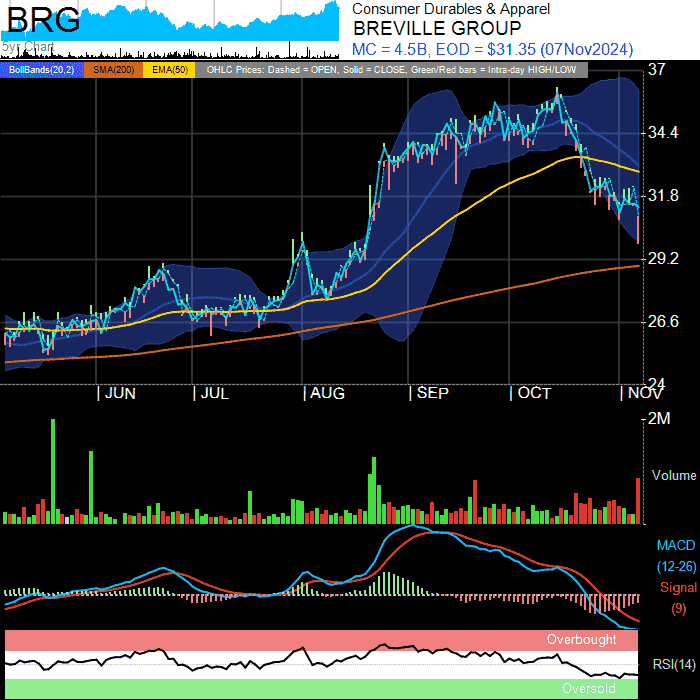 BRG
5yr Chart
Consumer Durables & Apparel
BREVILLE GROUP
MC = 4.5B, EOD = $31.35 (07Nov2024)
BollBands(20,2) SMA(200) EMA(50) OHLC Prices: Dashed = OPEN, Solid = CLOSE, Green/Red bars = Intra-day HIGH/LOW
37
34.4
31.8
29.2
26.6
24
JUN JUL AUG SEP OCT NOV
2M
Volume
MACD
(12-26)
Signal
(9)
Overbought
RSI(14)
Oversold